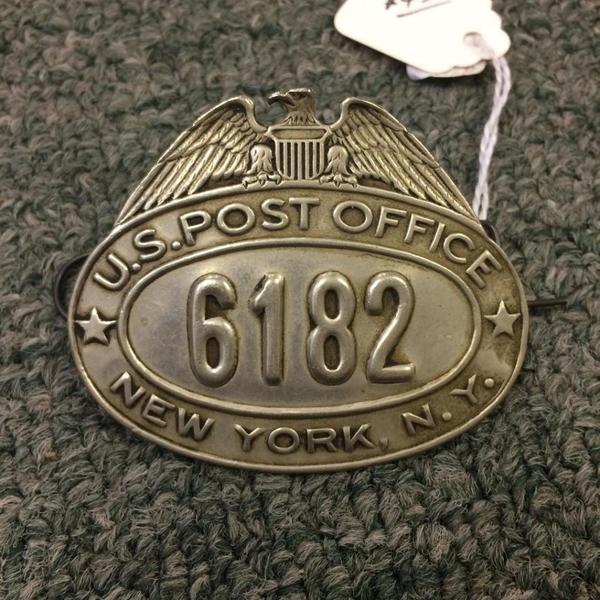 U.S. POST OFFICE
6182
NEW YORK, N.Y.